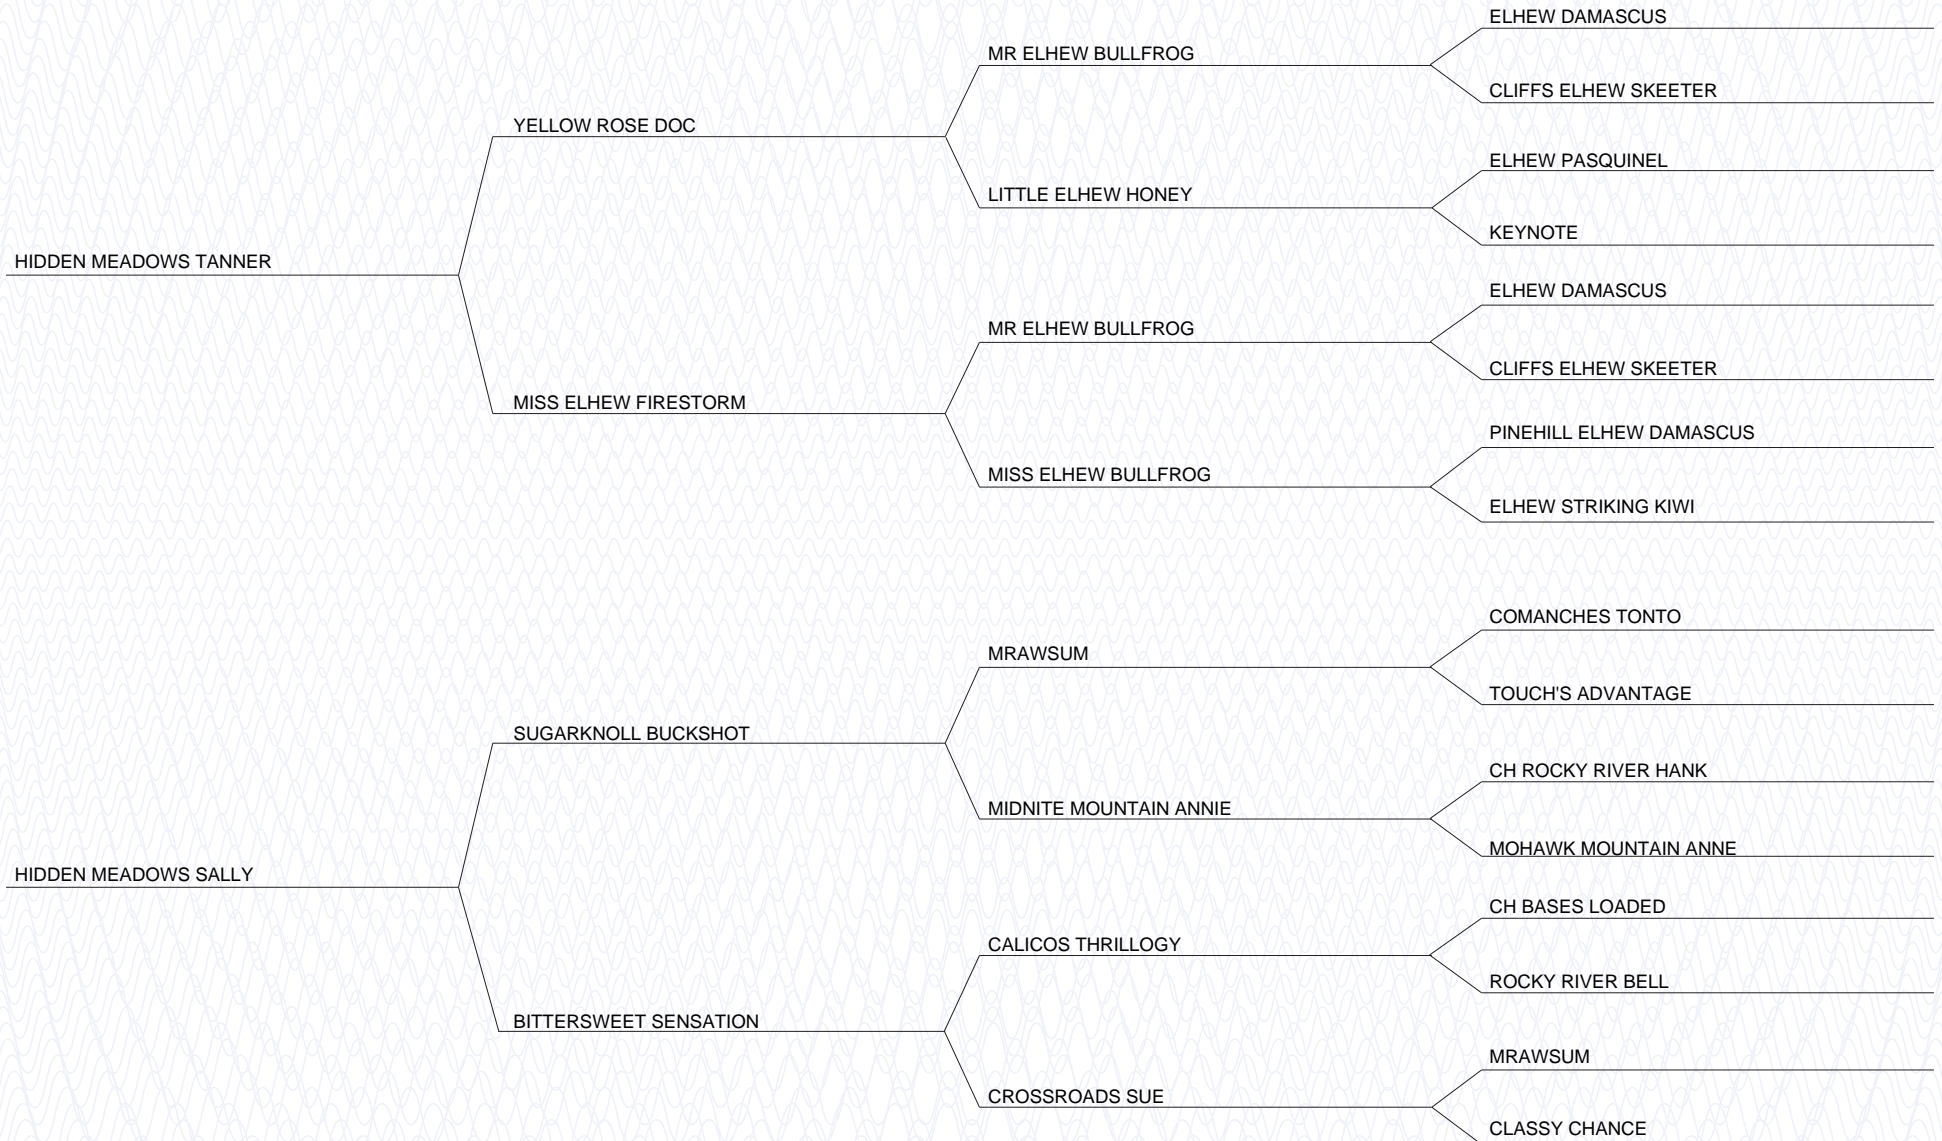 ELHEW DAMASCUS
MR ELHEW BULLFROG
CLIFFS ELHEW SKEETER
YELLOW ROSE DOC
ELHEW PASQUINEL
LITTLE ELHEW HONEY
KEYNOTE
HIDDEN MEADOWS TANNER
ELHEW DAMASCUS
MR ELHEW BULLFROG
CLIFFS ELHEW SKEETER
MISS ELHEW FIRESTORM
PINEHILL ELHEW DAMASCUS
MISS ELHEW BULLFROG
ELHEW STRIKING KIWI
COMANCHES TONTO
MRAWSUM
TOUCH'S ADVANTAGE
SUGARKNOLL BUCKSHOT
CH ROCKY RIVER HANK
MIDNITE MOUNTAIN ANNIE
MOHAWK MOUNTAIN ANNE
HIDDEN MEADOWS SALLY
CH BASES LOADED
CALICOS THRILLOGY
ROCKY RIVER BELL
BITTERSWEET SENSATION
MRAWSUM
CROSSROADS SUE
CLASSY CHANCE